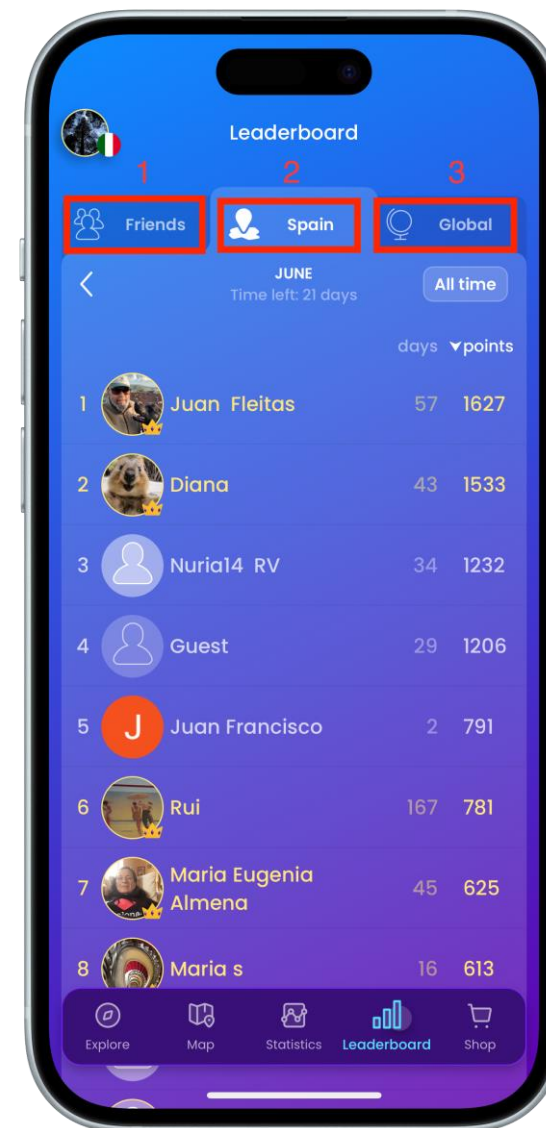 Leaderboard
1 2 3
Friends Spain Global
JUNE
Time left: 21 days
All time
days points
1 Juan Fleitas 57 1627
2 Diana 43 1533
3 Nuria14 RV 34 1232
4 Guest 29 1206
5 J Juan Francisco 2 791
6 Rui 167 781
7 Maria Eugenia
Almena 45 625
8 Maria s 16 613
Explore Map Statistics Leaderboard Shop